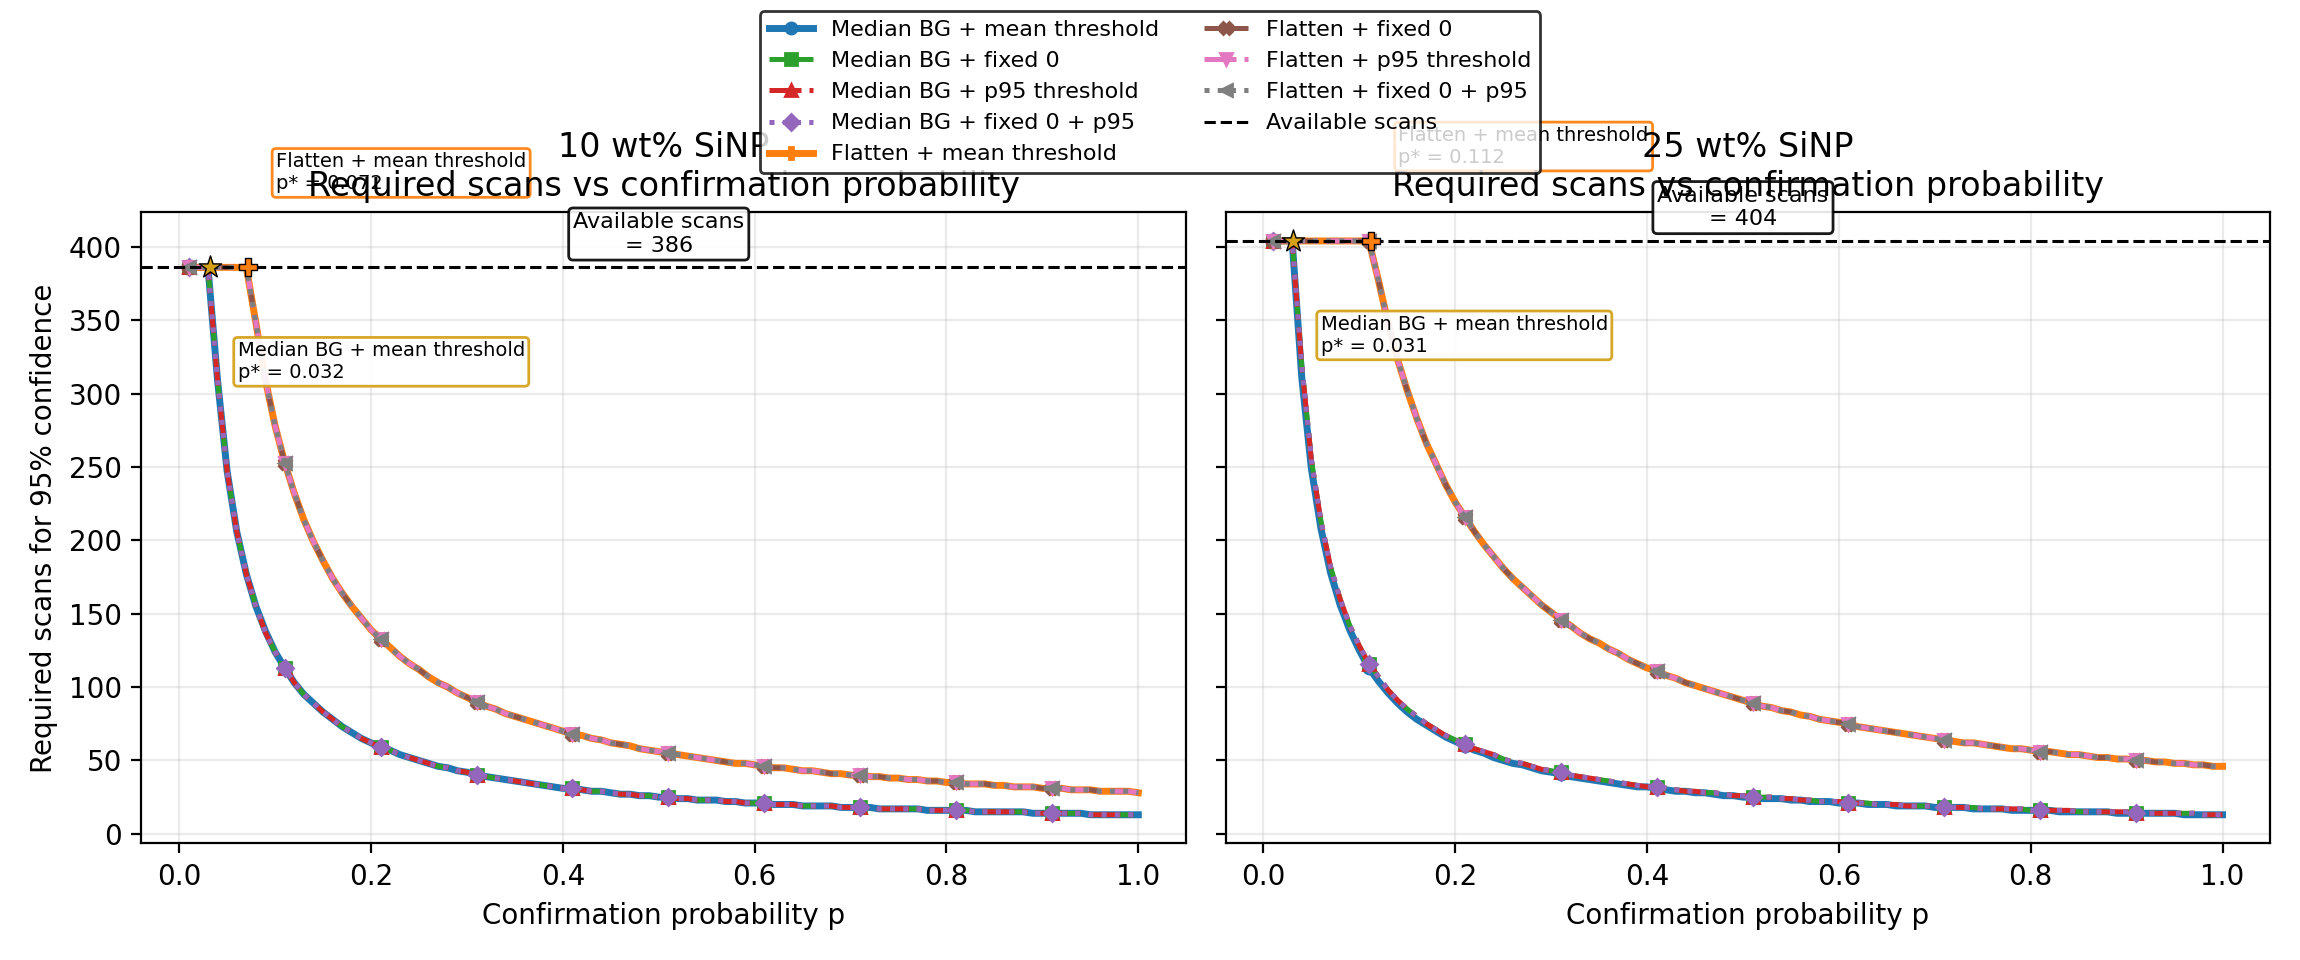 Median BG + mean threshold
Median BG + fixed 0
Median BG + p95 threshold
Median BG + fixed 0 + p95
Flatten + mean threshold
Flatten + fixed 0
Flatten + p95 threshold
Flatten + fixed 0 + p95
Available scans
10 wt% SiNP
Required scans vs confirmation probability
Flatten + mean threshold
p* = 0.072
Available scans
= 386
Median BG + mean threshold
p* = 0.032
Required scans for 95% confidence
400
350
300
250
200
150
100
50
0
0.0 0.2 0.4 0.6 0.8 1.0
Confirmation probability p
25 wt% SiNP
Required scans vs confirmation probability
Flatten + mean threshold
p* = 0.112
Available scans
= 404
Median BG + mean threshold
p* = 0.031
0.0 0.2 0.4 0.6 0.8 1.0
Confirmation probability p